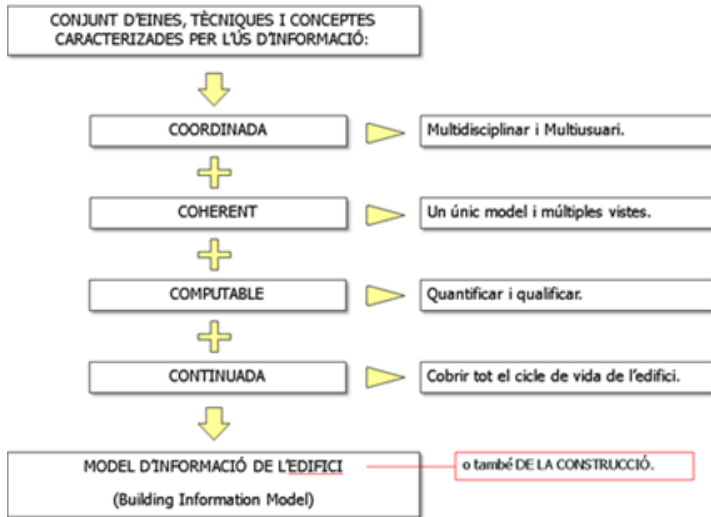 CONJUNT D'EINES, TÈCNIQUES I CONCEPTES
CARACTERIZADES PER L'ÚS D'INFORMACIÓ:
COORDINADA
Multidisciplinar i Multiusuari.
COHERENT
Un únic model i múltiples vistes.
COMPUTABLE
Quantificar i qualificar.
CONTINUADA
Cobrir tot el cicle de vida de l'edifici.
MODEL D'INFORMACIÓ DE L'EDIFICI
o també DE LA CONSTRUCCIÓ.
(Building Information Model)